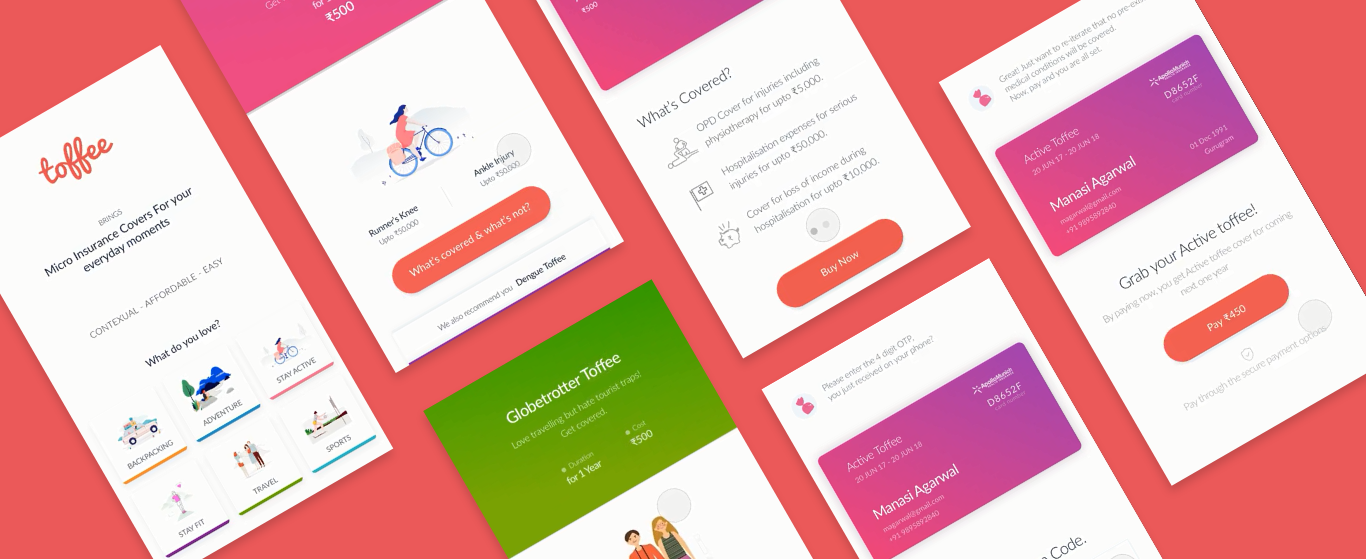 toffee
BRINGS
Micro Insurance Covers For your
everyday moments
CONTEXUAL - AFFORDABLE - EASY
What do you love?
BACKPACKING
ADVENTURE
STAY ACTIVE
STAY FIT
TRAVEL
SPORTS
₹500
Runner's Knee
Upto ₹50,000
Ankle Injury
Upto ₹50,000
What's covered & what's not?
We also recommend you Dengue Toffee
Globetrotter Toffee
Love travelling but hate tourist traps!
Get covered.
Duration
for 1 Year
Cost
₹500
₹500
What's Covered?
OPD Cover for injuries including
physiotherapy for upto ₹5,000.
Hospitalisation expenses for serious
injuries for upto ₹50,000.
Cover for loss of income during
hospitalisation for upto ₹10,000.
Buy Now
Please enter the 4 digit OTP,
you just received on your phone?
ApolloMunich
D8652F
Active Toffee
20 JUN 17 - 20 JUN 18
Manasi Agarwal
magarwal@gmail.com
+91 9895892840
Code.
Great! Just want to re-iterate that no
medical conditions will be covered.
Now, pay and you are all set.
ApolloMunich
D8652F
card number
Active Toffee
20 JUN 17 - 20 JUN 18
01 Dec 1991
Gurugram
Manasi Agarwal
magarwal@gmail.com
+91 9895892840
Grab your Active toffee!
By paying now, you get Active toffee cover for coming
next one year
Pay ₹450
Pay through the secure payment options